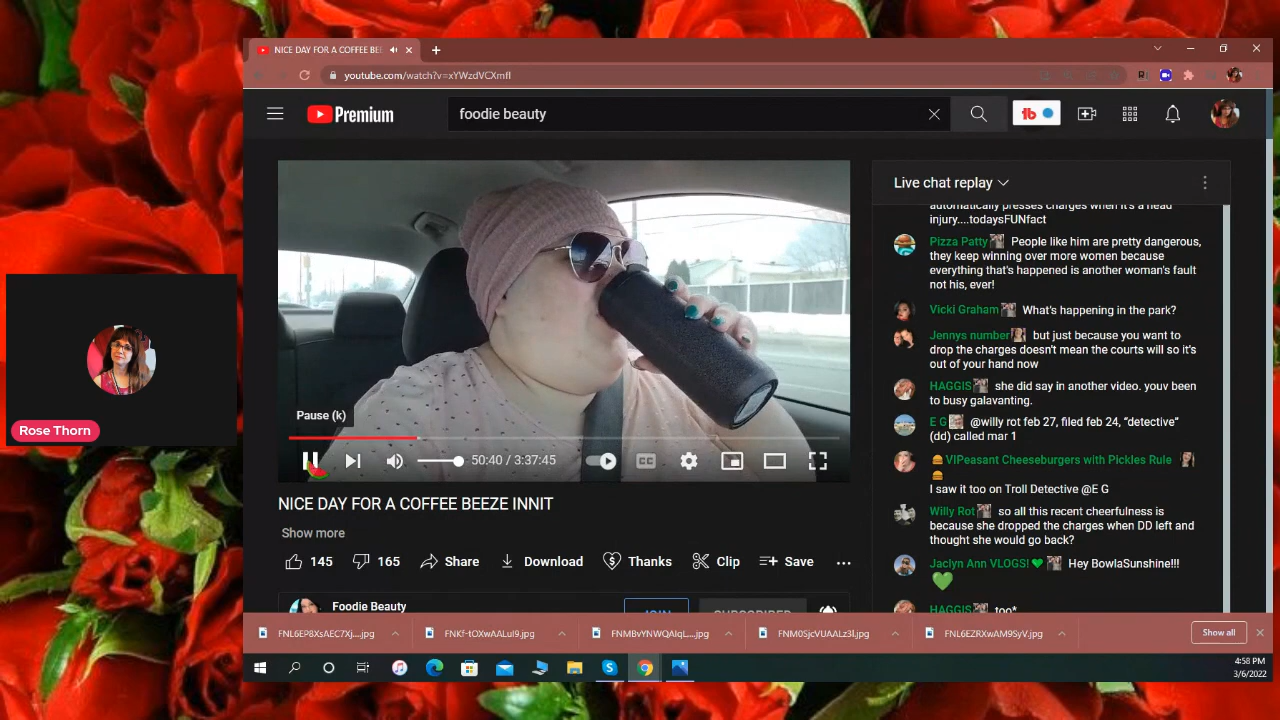 NICE DAY FOR A COFFEE BEE
youtube.com/watch?v=xYWzdVCXmfI
Premium
foodie beauty
Live chat replay
automatically presses charges when it's a head
injury....todaysFUNfact
Pizza Patty People like him are pretty dangerous,
they keep winning over more women because
everything that's happened is another woman's fault
not his, ever!
Vicki Graham What's happening in the park?
Jennys number but just because you want to
drop the charges doesn't mean the courts will so it's
out of your hand now
HAGGIS she did say in another video. youv been
to busy galavanting.
E G @willy rot feb 27, filed feb 24, "detective"
(dd) called mar 1
🍔VIPeasant Cheeseburgers with Pickles Rule
🍔
I saw it too on Troll Detective @E G
Willy Rot so all this recent cheerfulness is
because she dropped the charges when DD left and
thought she would go back?
Jaclyn Ann VLOGS!💚 Hey BowlaSunshine!!!
💚
HAGGIS too*
Pause (k)
50:40 / 3:37:45
CC
NICE DAY FOR A COFFEE BEEZE INNIT
Show more
145 165 Share Download Thanks Clip Save
Foodie Beauty
JOIN SUBSCRIBED
Rose Thorn
FNL6EP8XsAEC7Xj....jpg
FNKf-tOXwAALuI9.jpg
FNMBvYNWQAIqL....jpg
FNM0SjcVUAALz3l.jpg
FNL6EZRXwAM9SyV.jpg
Show all
4:58 PM
3/6/2022